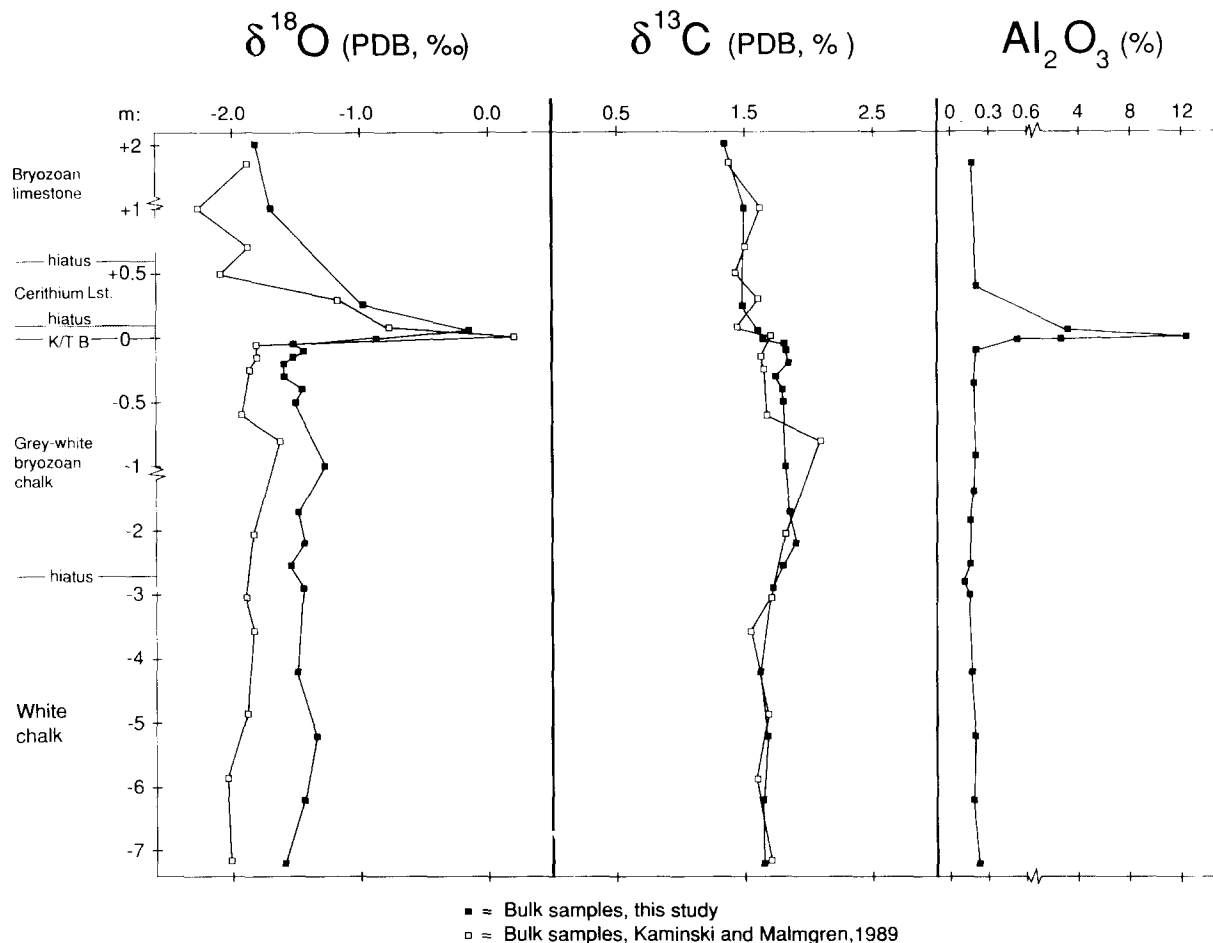 δ18O (PDB, ‰)
δ13C (PDB, %)
Al2O3 (%)
m:
-2.0
-1.0
0.0
0.5
1.5
2.5
0
0.3
0.6
4
8
12
+2
Bryozoan
limestone
+1
hiatus
+0.5
Cerithium Lst.
hiatus
0
K/T B
-0.5
Grey-white
bryozoan
chalk
-1
-2
hiatus
-3
-4
White
chalk
-5
-6
-7
■ = Bulk samples, this study
□ = Bulk samples, Kaminski and Malmgren,1989